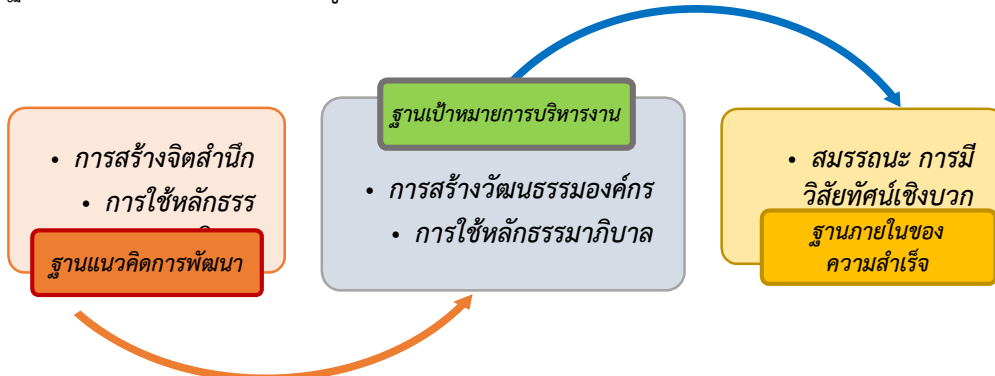 • การสร้างจิตสำนึก
• การใช้หลักธรร
ฐานแนวคิดการพัฒนา
ฐานเป้าหมายการบริหารงาน
• การสร้างวัฒนธรรมองค์กร
• การใช้หลักธรรมาภิบาล
• สมรรถนะ การมี
วิสัยทัศน์เชิงบวก
ฐานภายในของ
ความสำเร็จ